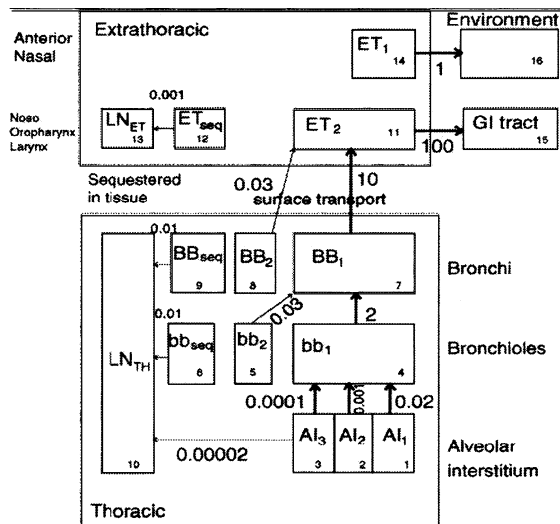 Anterior
Nasal
Extrathoracic
Environment
ET1
14
1
16
0.001
Noso
Oropharynx
Larynx
LNET
13
ETseq
12
ET2
11
100
GI tract
15
Sequestered
in tissue
0.03
10
surface transport
0.01
BBseq
9
BB2
8
BB1
7
Bronchi
0.01
0.03
2
LNTH
10
bbseq
6
bb2
5
bb1
4
Bronchioles
0.0001
0.001
0.02
0.00002
AI3
3
AI2
2
AI1
1
Alveolar
interstitium
Thoracic